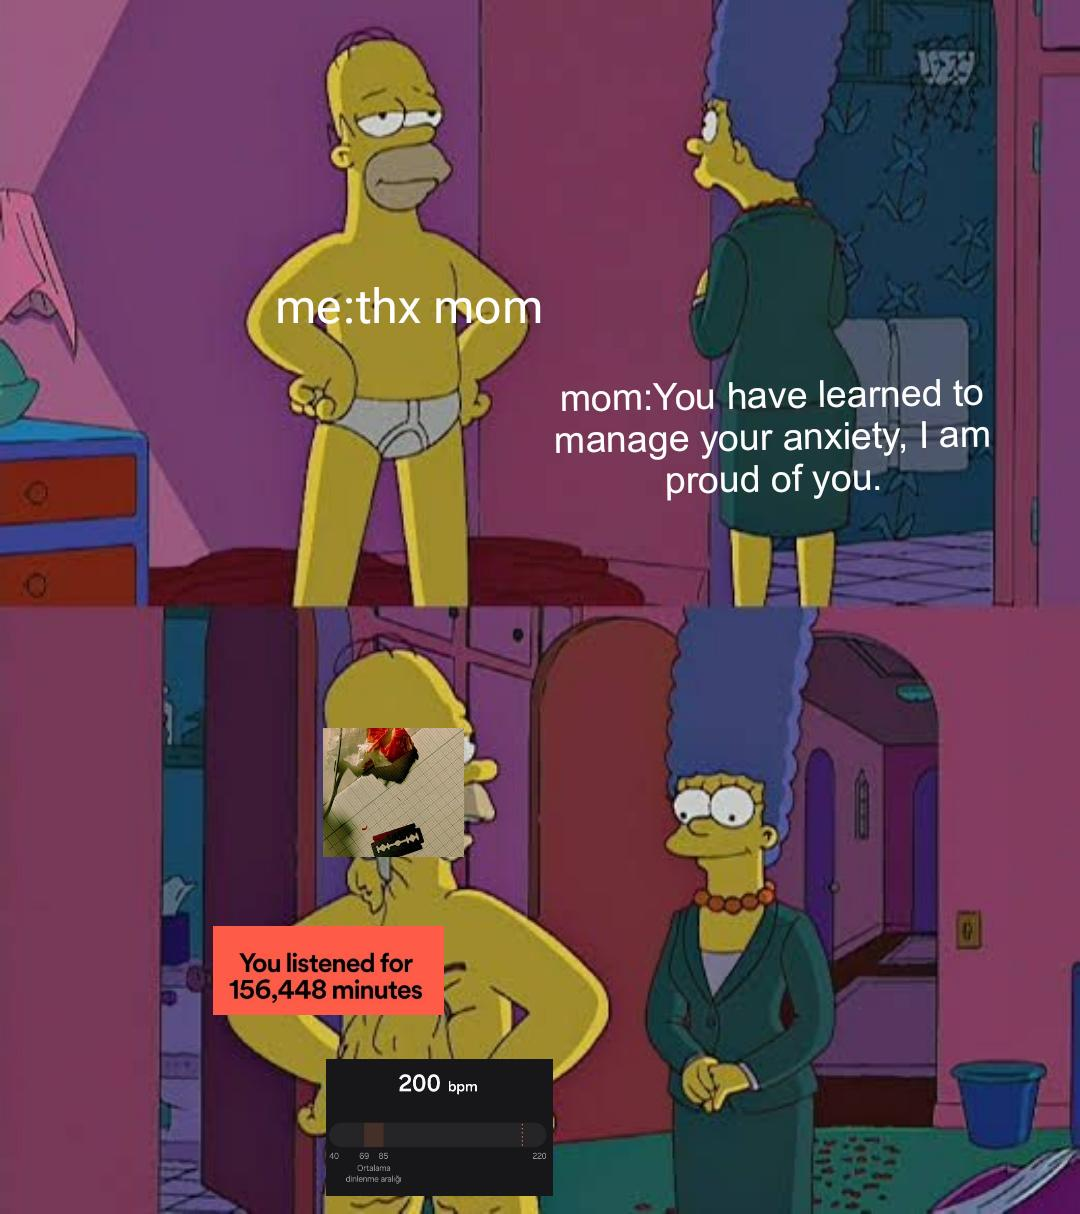 me:thx mom
mom:You have learned to
manage your anxiety, I am
proud of you.
You listened for
156,448 minutes
200 bpm
40 69 85 220
Ortalama
dinlenme aralığı